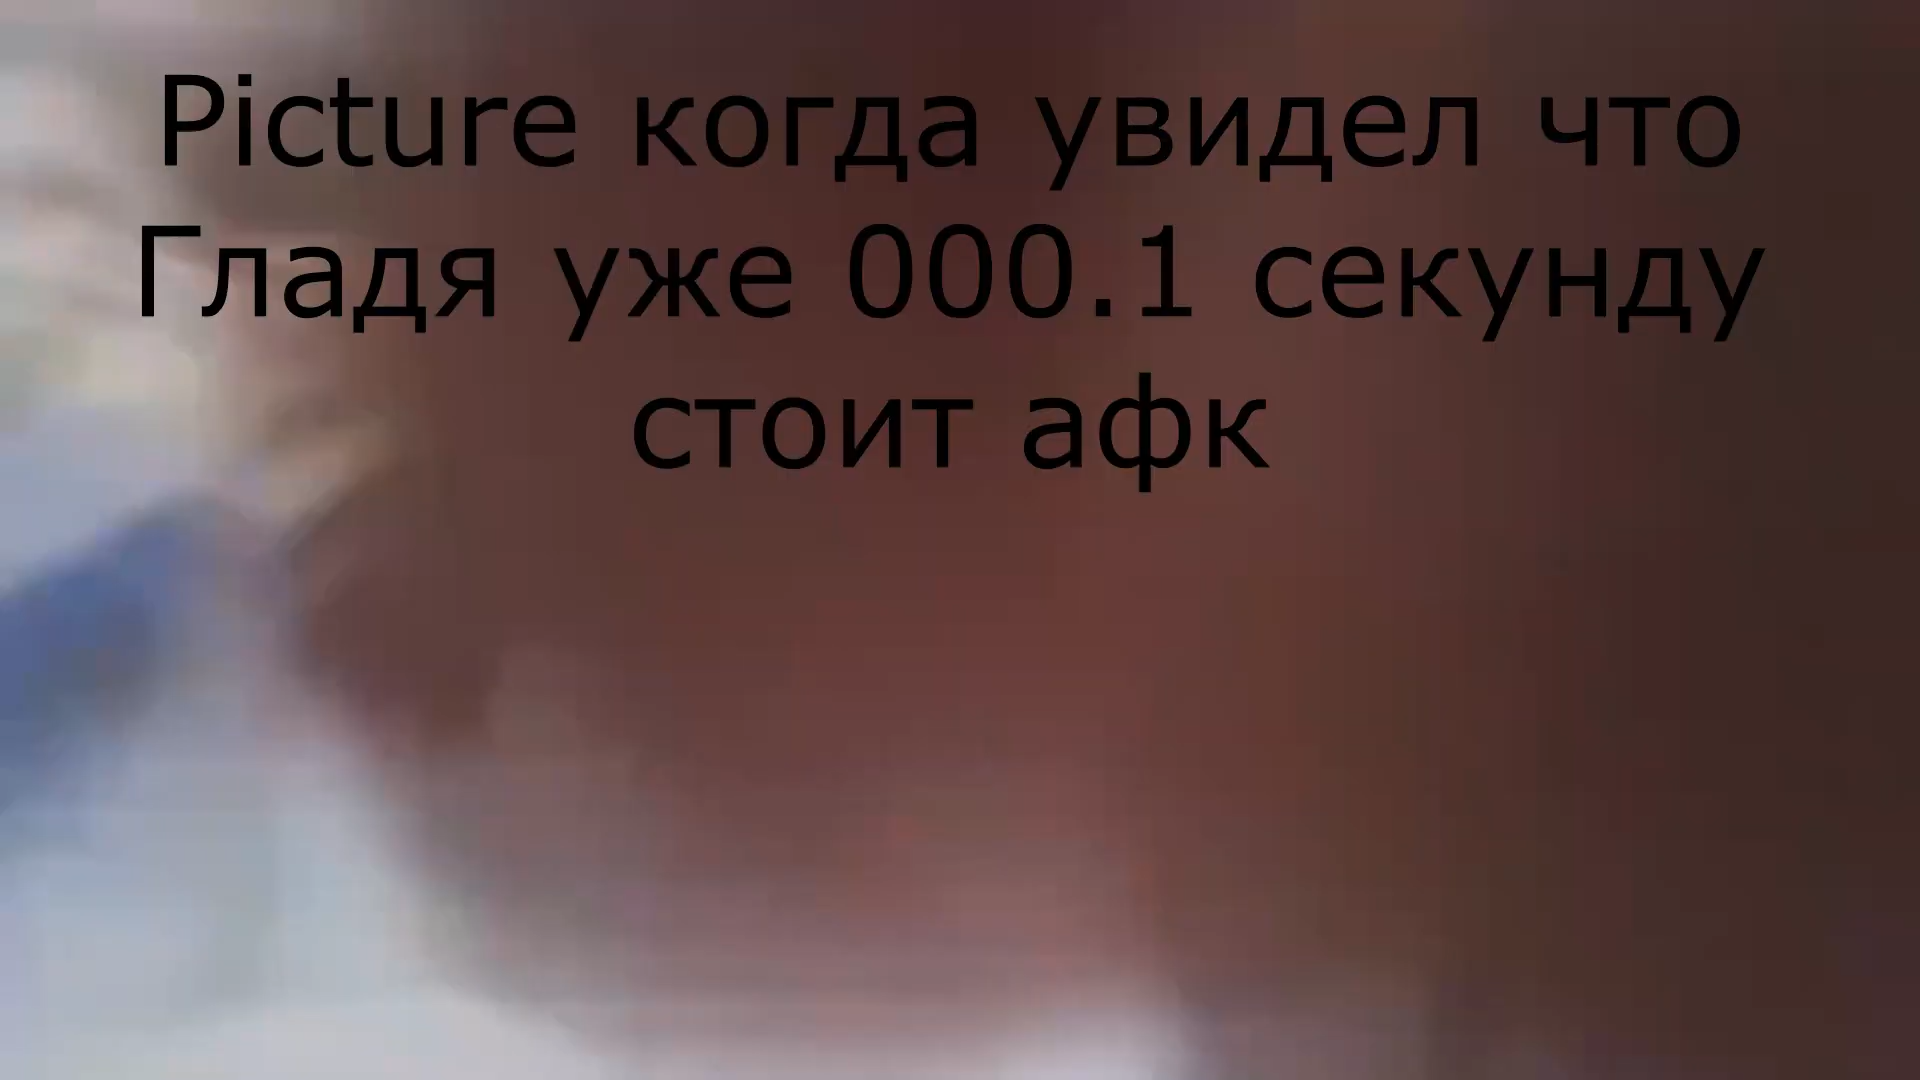 Picture когда увидел что
Гладя уже 000.1 секунду
стоит афк